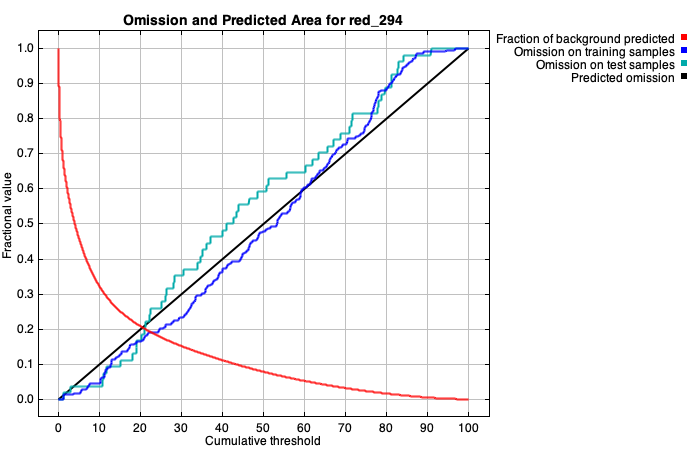 Omission and Predicted Area for red_294
Fraction of background predicted
Omission on training samples
Omission on test samples
Predicted omission
Fractional value
1.0
0.9
0.8
0.7
0.6
0.5
0.4
0.3
0.2
0.1
0.0
0 10 20 30 40 50 60 70 80 90 100
Cumulative threshold